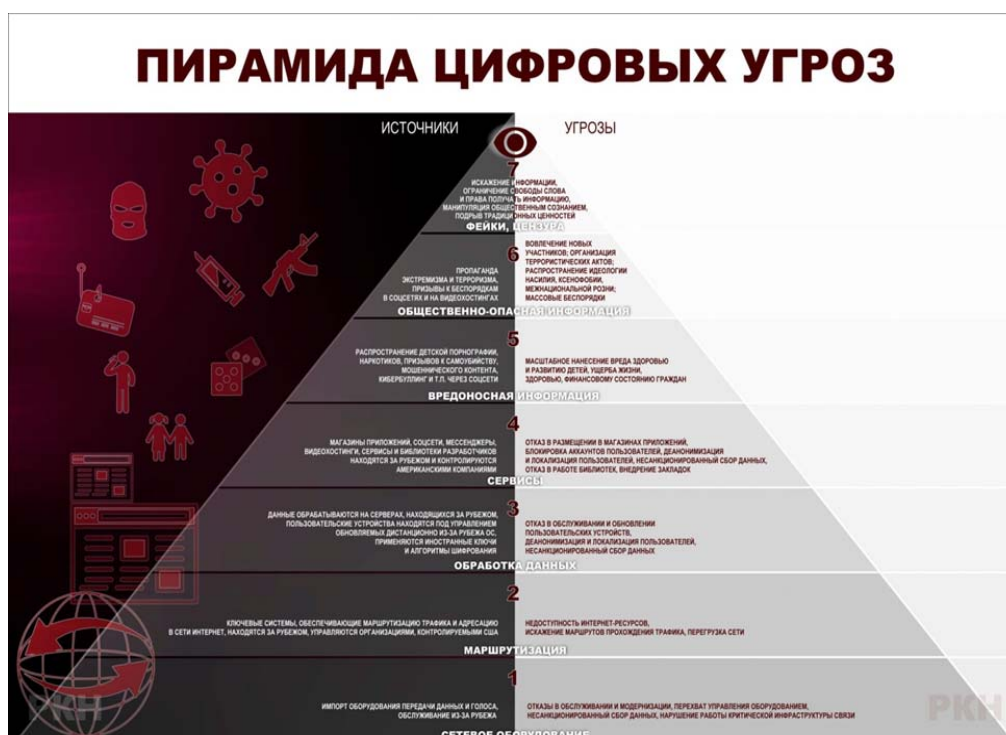 ПИРАМИДА ЦИФРОВЫХ УГРОЗ
ИСТОЧНИКИ
УГРОЗЫ
7
ИСКАЖЕНИЕ ИНФОРМАЦИИ,
ОГРАНИЧЕНИЕ СВОБОДЫ СЛОВА
И ПРАВА ПОЛУЧАТЬ ИНФОРМАЦИЮ,
МАНИПУЛЯЦИЯ ОБЩЕСТВЕННЫМ СОЗНАНИЕМ,
ПОДРЫВ ТРАДИЦИОННЫХ ЦЕННОСТЕЙ
ФЕЙКИ, ЦЕНЗУРА
6
ПРОПАГАНДА
ЭКСТРЕМИЗМА И ТЕРРОРИЗМА,
ПРИЗЫВЫ К БЕСПОРЯДКАМ
В СОЦСЕТЯХ И НА ВИДЕОХОСТИНГАХ
ВОВЛЕЧЕНИЕ НОВЫХ
УЧАСТНИКОВ; ОРГАНИЗАЦИЯ
ТЕРРОРИСТИЧЕСКИХ АКТОВ;
РАСПРОСТРАНЕНИЕ ИДЕОЛОГИИ
НАСИЛИЯ, КСЕНОФОБИИ,
МЕЖНАЦИОНАЛЬНОЙ РОЗНИ;
МАССОВЫЕ БЕСПОРЯДКИ
ОБЩЕСТВЕННО-ОПАСНАЯ ИНФОРМАЦИЯ
5
РАСПРОСТРАНЕНИЕ ДЕТСКОЙ ПОРНОГРАФИИ,
НАРКОТИКОВ, ПРИЗЫВОВ К САМОУБИЙСТВУ,
МОШЕННИЧЕСКОГО КОНТЕНТА,
КИБЕРБУЛЛИНГ И Т.П. ЧЕРЕЗ СОЦСЕТИ
МАСШТАБНОЕ НАНЕСЕНИЕ ВРЕДА ЗДОРОВЬЮ
И РАЗВИТИЮ ДЕТЕЙ, УЩЕРБА ЖИЗНИ,
ЗДОРОВЬЮ, ФИНАНСОВОМУ СОСТОЯНИЮ ГРАЖДАН
ВРЕДОНОСНАЯ ИНФОРМАЦИЯ
4
МАГАЗИНЫ ПРИЛОЖЕНИЙ, СОЦСЕТИ, МЕССЕНДЖЕРЫ,
ВИДЕОХОСТИНГИ, СЕРВИСЫ И БИБЛИОТЕКИ РАЗРАБОТЧИКОВ
НАХОДЯТСЯ ЗА РУБЕЖОМ И КОНТРОЛИРУЮТСЯ
АМЕРИКАНСКИМИ КОМПАНИЯМИ
ОТКАЗ В РАЗМЕЩЕНИИ В МАГАЗИНАХ ПРИЛОЖЕНИЙ,
БЛОКИРОВКА АККАУНТОВ ПОЛЬЗОВАТЕЛЕЙ, ДЕАНОНИМИЗАЦИЯ
И ЛОКАЛИЗАЦИЯ ПОЛЬЗОВАТЕЛЕЙ, НЕСАНКЦИОНИРОВАННЫЙ СБОР ДАННЫХ,
ОТКАЗ В РАБОТЕ БИБЛИОТЕК, ВНЕДРЕНИЕ ЗАКЛАДОК
СЕРВИСЫ
3
ДАННЫЕ ОБРАБАТЫВАЮТСЯ НА СЕРВЕРАХ, НАХОДЯЩИХСЯ ЗА РУБЕЖОМ,
ПОЛЬЗОВАТЕЛЬСКИЕ УСТРОЙСТВА НАХОДЯТСЯ ПОД УПРАВЛЕНИЕМ
ОБНОВЛЯЕМЫХ ДИСТАНЦИОННО ИЗ-ЗА РУБЕЖА ОС,
ПРИМЕНЯЮТСЯ ИНОСТРАННЫЕ КЛЮЧИ
И АЛГОРИТМЫ ШИФРОВАНИЯ
ОТКАЗ В ОБСЛУЖИВАНИИ И ОБНОВЛЕНИИ
ПОЛЬЗОВАТЕЛЬСКИХ УСТРОЙСТВ,
ДЕАНОНИМИЗАЦИЯ И ЛОКАЛИЗАЦИЯ ПОЛЬЗОВАТЕЛЕЙ,
НЕСАНКЦИОНИРОВАННЫЙ СБОР ДАННЫХ
ОБРАБОТКА ДАННЫХ
2
КЛЮЧЕВЫЕ СИСТЕМЫ, ОБЕСПЕЧИВАЮЩИЕ МАРШРУТИЗАЦИЮ ТРАФИКА И АДРЕСАЦИЮ
В СЕТИ ИНТЕРНЕТ, НАХОДЯТСЯ ЗА РУБЕЖОМ, УПРАВЛЯЮТСЯ ОРГАНИЗАЦИЯМИ, КОНТРОЛИРУЕМЫМИ США
НЕДОСТУПНОСТЬ ИНТЕРНЕТ-РЕСУРСОВ,
ИСКАЖЕНИЕ МАРШРУТОВ ПРОХОЖДЕНИЯ ТРАФИКА, ПЕРЕГРУЗКА СЕТИ
МАРШРУТИЗАЦИЯ
1
ИМПОРТ ОБОРУДОВАНИЯ ПЕРЕДАЧИ ДАННЫХ И ГОЛОСА,
ОБСЛУЖИВАНИЕ ИЗ-ЗА РУБЕЖА
ОТКАЗЫ В ОБСЛУЖИВАНИИ И МОДЕРНИЗАЦИИ, ПЕРЕХВАТ УПРАВЛЕНИЯ ОБОРУДОВАНИЕМ,
НЕСАНКЦИОНИРОВАННЫЙ СБОР ДАННЫХ, НАРУШЕНИЕ РАБОТЫ КРИТИЧЕСКОЙ ИНФРАСТРУКТУРЫ СВЯЗИ
СЕТЕВОЕ ОБОРУДОВАНИЕ
РКН
РКН